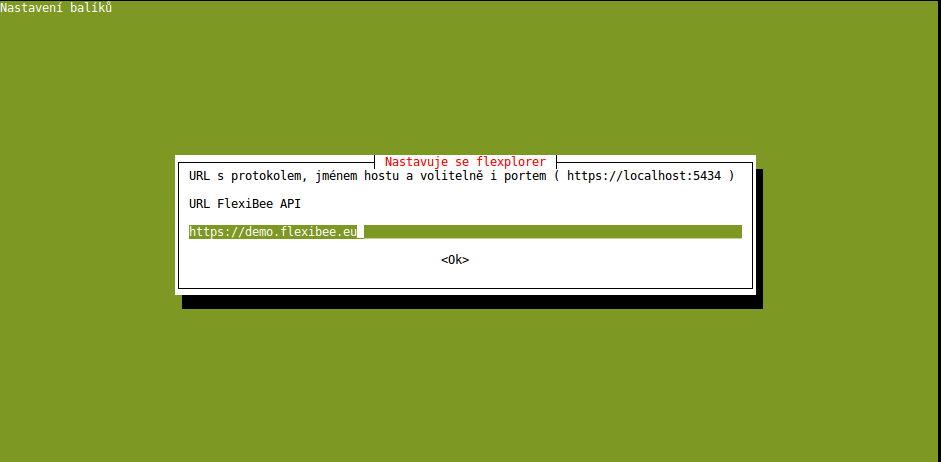 Nastavení balíků
Nastavuje se flexplorer
URL s protokolem, jménem hostu a volitelně i portem ( https://localhost:5434 )
URL FlexiBee API
https://demo.flexibee.eu
<Ok>